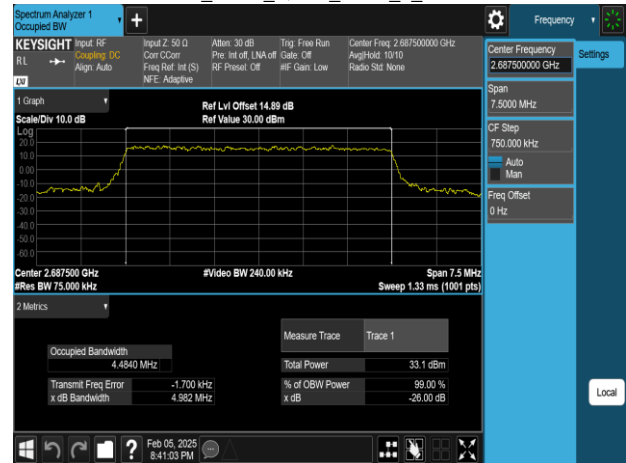 Spectrum Analyzer 1
Occupied BW
+
Frequency
KEYSIGHT
RL
LXI
Input: RF
Coupling: DC
Align: Auto
Input Z: 50 Ω
Corr CCorr
Freq Ref: Int (S)
NFE: Adaptive
Atten: 30 dB
Pre: Int off, LNA off
RF Presel: Off
Trig: Free Run
Gate: Off
#IF Gain: Low
Center Freq: 2.687500000 GHz
Avg|Hold: 10/10
Radio Std: None
Center Frequency
2.687500000 GHz
Settings
Span
7.5000 MHz
CF Step
750.000 kHz
Auto
Man
Freq Offset
0 Hz
1 Graph
Scale/Div 10.0 dB
Ref Lvl Offset 14.89 dB
Ref Value 30.00 dBm
Log
20.0
10.0
0.00
-10.0
-20.0
-30.0
-40.0
-50.0
-60.0
Center 2.687500 GHz
#Video BW 240.00 kHz
Span 7.5 MHz
#Res BW 75.000 kHz
Sweep 1.33 ms (1001 pts)
2 Metrics
Measure Trace
Trace 1
Occupied Bandwidth
4.4840 MHz
Total Power
33.1 dBm
Transmit Freq Error
-1.700 kHz
% of OBW Power
99.00 %
x dB Bandwidth
4.982 MHz
x dB
-26.00 dB
Local
?
Feb 05, 2025
8:41:03 PM